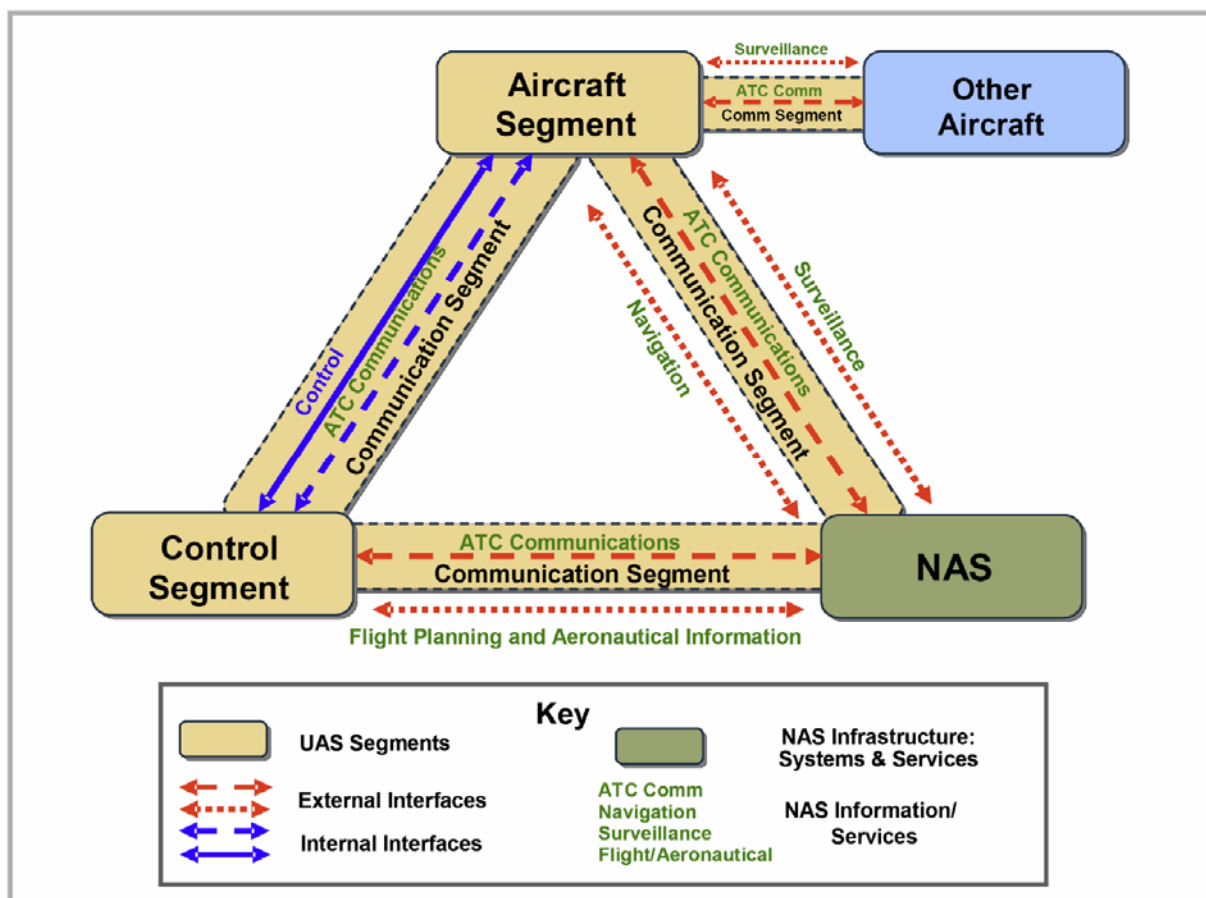 Surveillance
Aircraft
Segment
ATC Comm
Comm Segment
Other
Aircraft
Control
ATC Communications
Communication Segment
Navigation
Communication Segment
ATC Communications
Surveillance
Control
Segment
ATC Communications
Communication Segment
NAS
Flight Planning and Aeronautical Information
Key
UAS Segments
External Interfaces
Internal Interfaces
NAS Infrastructure:
Systems & Services
ATC Comm
Navigation
Surveillance
Flight/Aeronautical
NAS Information/
Services